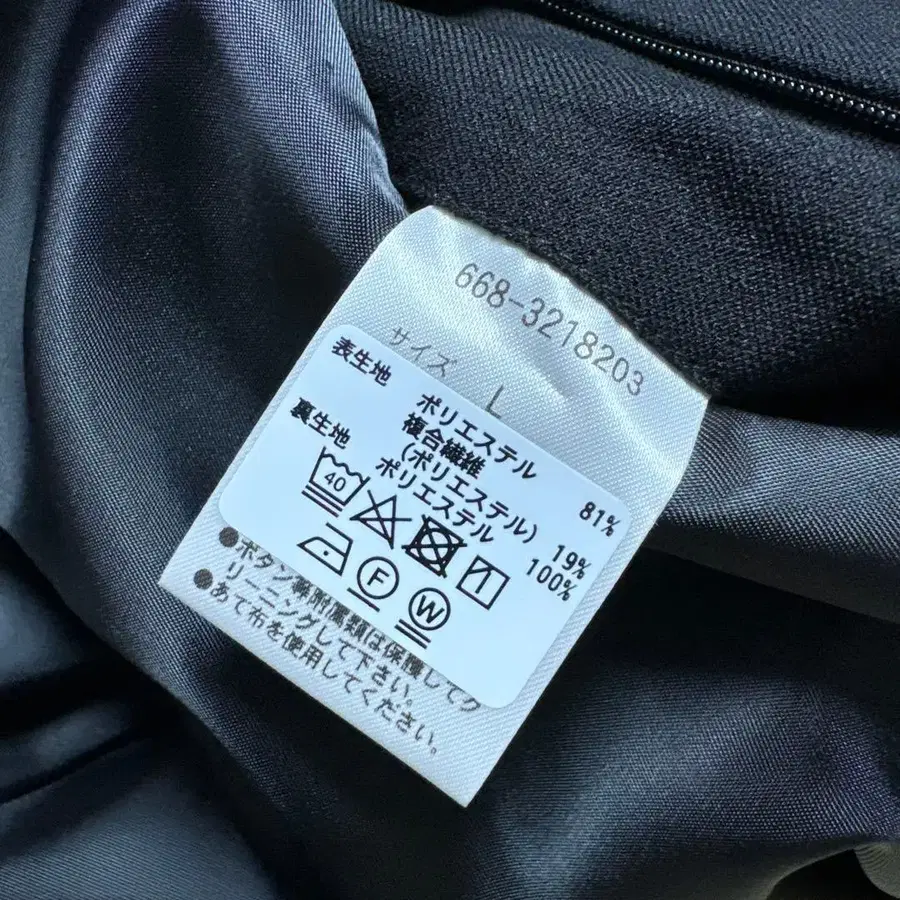 668-3218203
サイズ L
表生地 ポリエステル 81%
複合繊維
(ポリエステル) 19%
裏生地 ポリエステル 100%
40
F W
●ボタン等附属類は保護してク
リーニングして下さい。
●あて布を使用してください。